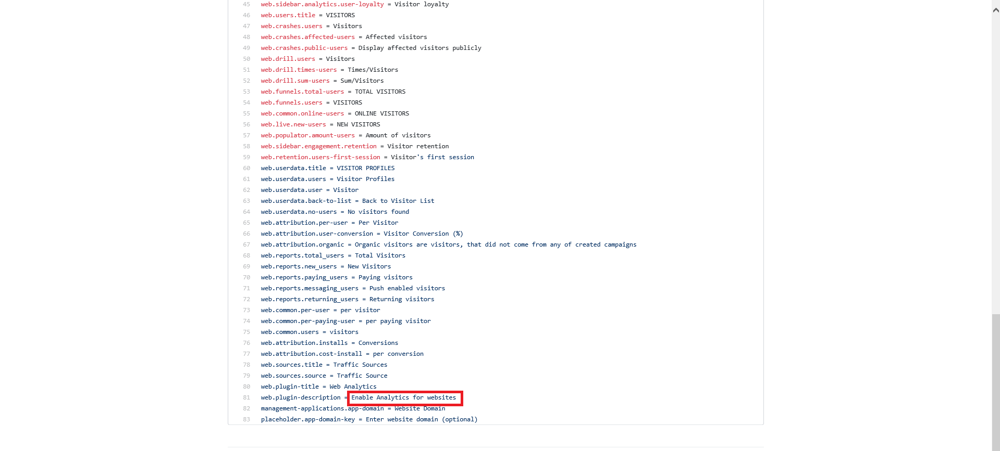 45 web.sidebar.analytics.user-loyalty = Visitor loyalty
46 web.users.title = VISITORS
47 web.crashes.users = Visitors
48 web.crashes.affected-users = Affected visitors
49 web.crashes.public-users = Display affected visitors publicly
50 web.drill.users = Visitors
51 web.drill.times-users = Times/Visitors
52 web.drill.sum-users = Sum/Visitors
53 web.funnels.total-users = TOTAL VISITORS
54 web.funnels.users = VISITORS
55 web.common.online-users = ONLINE VISITORS
56 web.live.new-users = NEW VISITORS
57 web.populator.amount-users = Amount of visitors
58 web.sidebar.engagement.retention = Visitor retention
59 web.retention.users-first-session = Visitor's first session
60 web.userdata.title = VISITOR PROFILES
61 web.userdata.users = Visitor Profiles
62 web.userdata.user = Visitor
63 web.userdata.back-to-list = Back to Visitor List
64 web.userdata.no-users = No visitors found
65 web.attribution.per-user = Per Visitor
66 web.attribution.user-conversion = Visitor Conversion (%)
67 web.attribution.organic = Organic visitors are visitors, that did not come from any of created campaigns
68 web.reports.total_users = Total Visitors
69 web.reports.new_users = New Visitors
70 web.reports.paying_users = Paying visitors
71 web.reports.messaging_users = Push enabled visitors
72 web.reports.returning_users = Returning visitors
73 web.common.per-user = per visitor
74 web.common.per-paying-user = per paying visitor
75 web.common.users = visitors
76 web.attribution.installs = Conversions
77 web.attribution.cost-install = per conversion
78 web.sources.title = Traffic Sources
79 web.sources.source = Traffic Source
80 web.plugin-title = Web Analytics
81 web.plugin-description = Enable Analytics for websites
82 management-applications.app-domain = Website Domain
83 placeholder.app-domain-key = Enter website domain (optional)